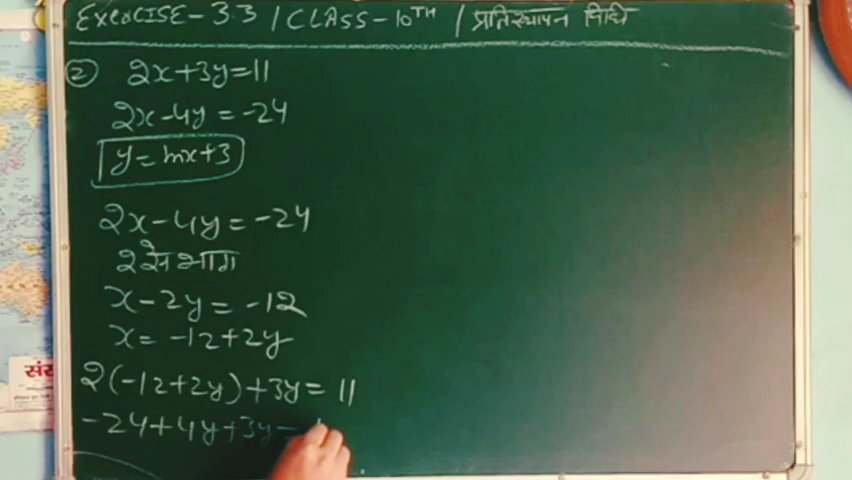 EXERCISE-3.3 / CLASS-10TH / प्रतिस्थापन विधि
② 2x+3y=11
2x-4y=-24
y=mx+3
2x-4y=-24
2 से भाग
x-2y=-12
x=-12+2y
2(-12+2y)+3y=11
-24+4y+3y=
संस